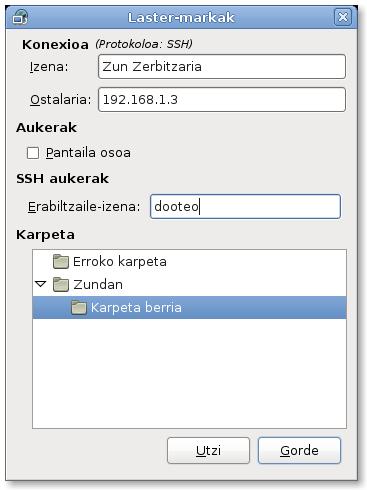 Laster-markak
Konexioa (Protokoloa: SSH)
Izena: Zun Zerbitzaria
Ostalaria: 192.168.1.3
Aukerak
Pantaila osoa
SSH aukerak
Erabiltzaile-izena: dooteo
Karpeta
Erroko karpeta
Zundan
Karpeta berria
Utzi Gorde